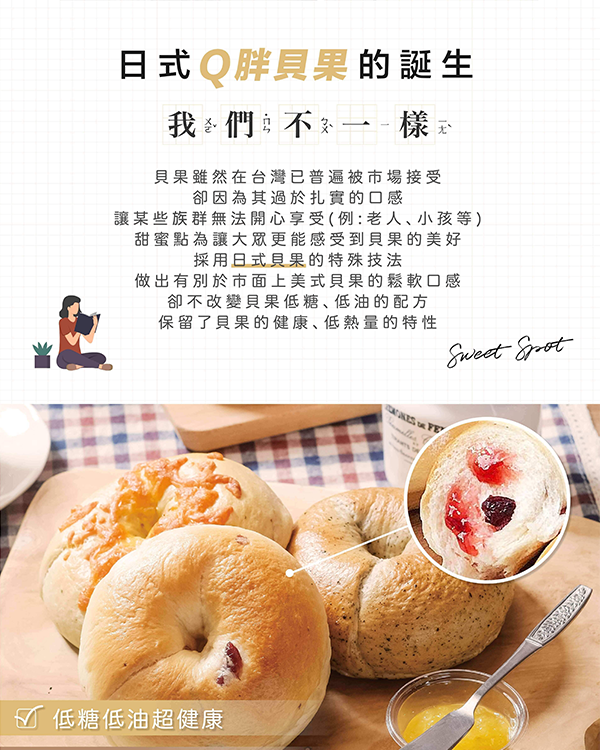 日式Q胖貝果的誕生
我ㄨㄛˇ們˙ㄇㄣ不ㄅㄨˋ一ㄧ樣ㄧㄤˋ
貝果雖然在台灣已普遍被市場接受
卻因為其過於扎實的口感
讓某些族群無法開心享受(例:老人、小孩等)
甜蜜點為讓大眾更能感受到貝果的美好
採用日式貝果的特殊技法
做出有別於市面上美式貝果的鬆軟口感
卻不改變貝果低糖、低油的配方
保留了貝果的健康、低熱量的特性
Sweet Spot
低糖低油超健康